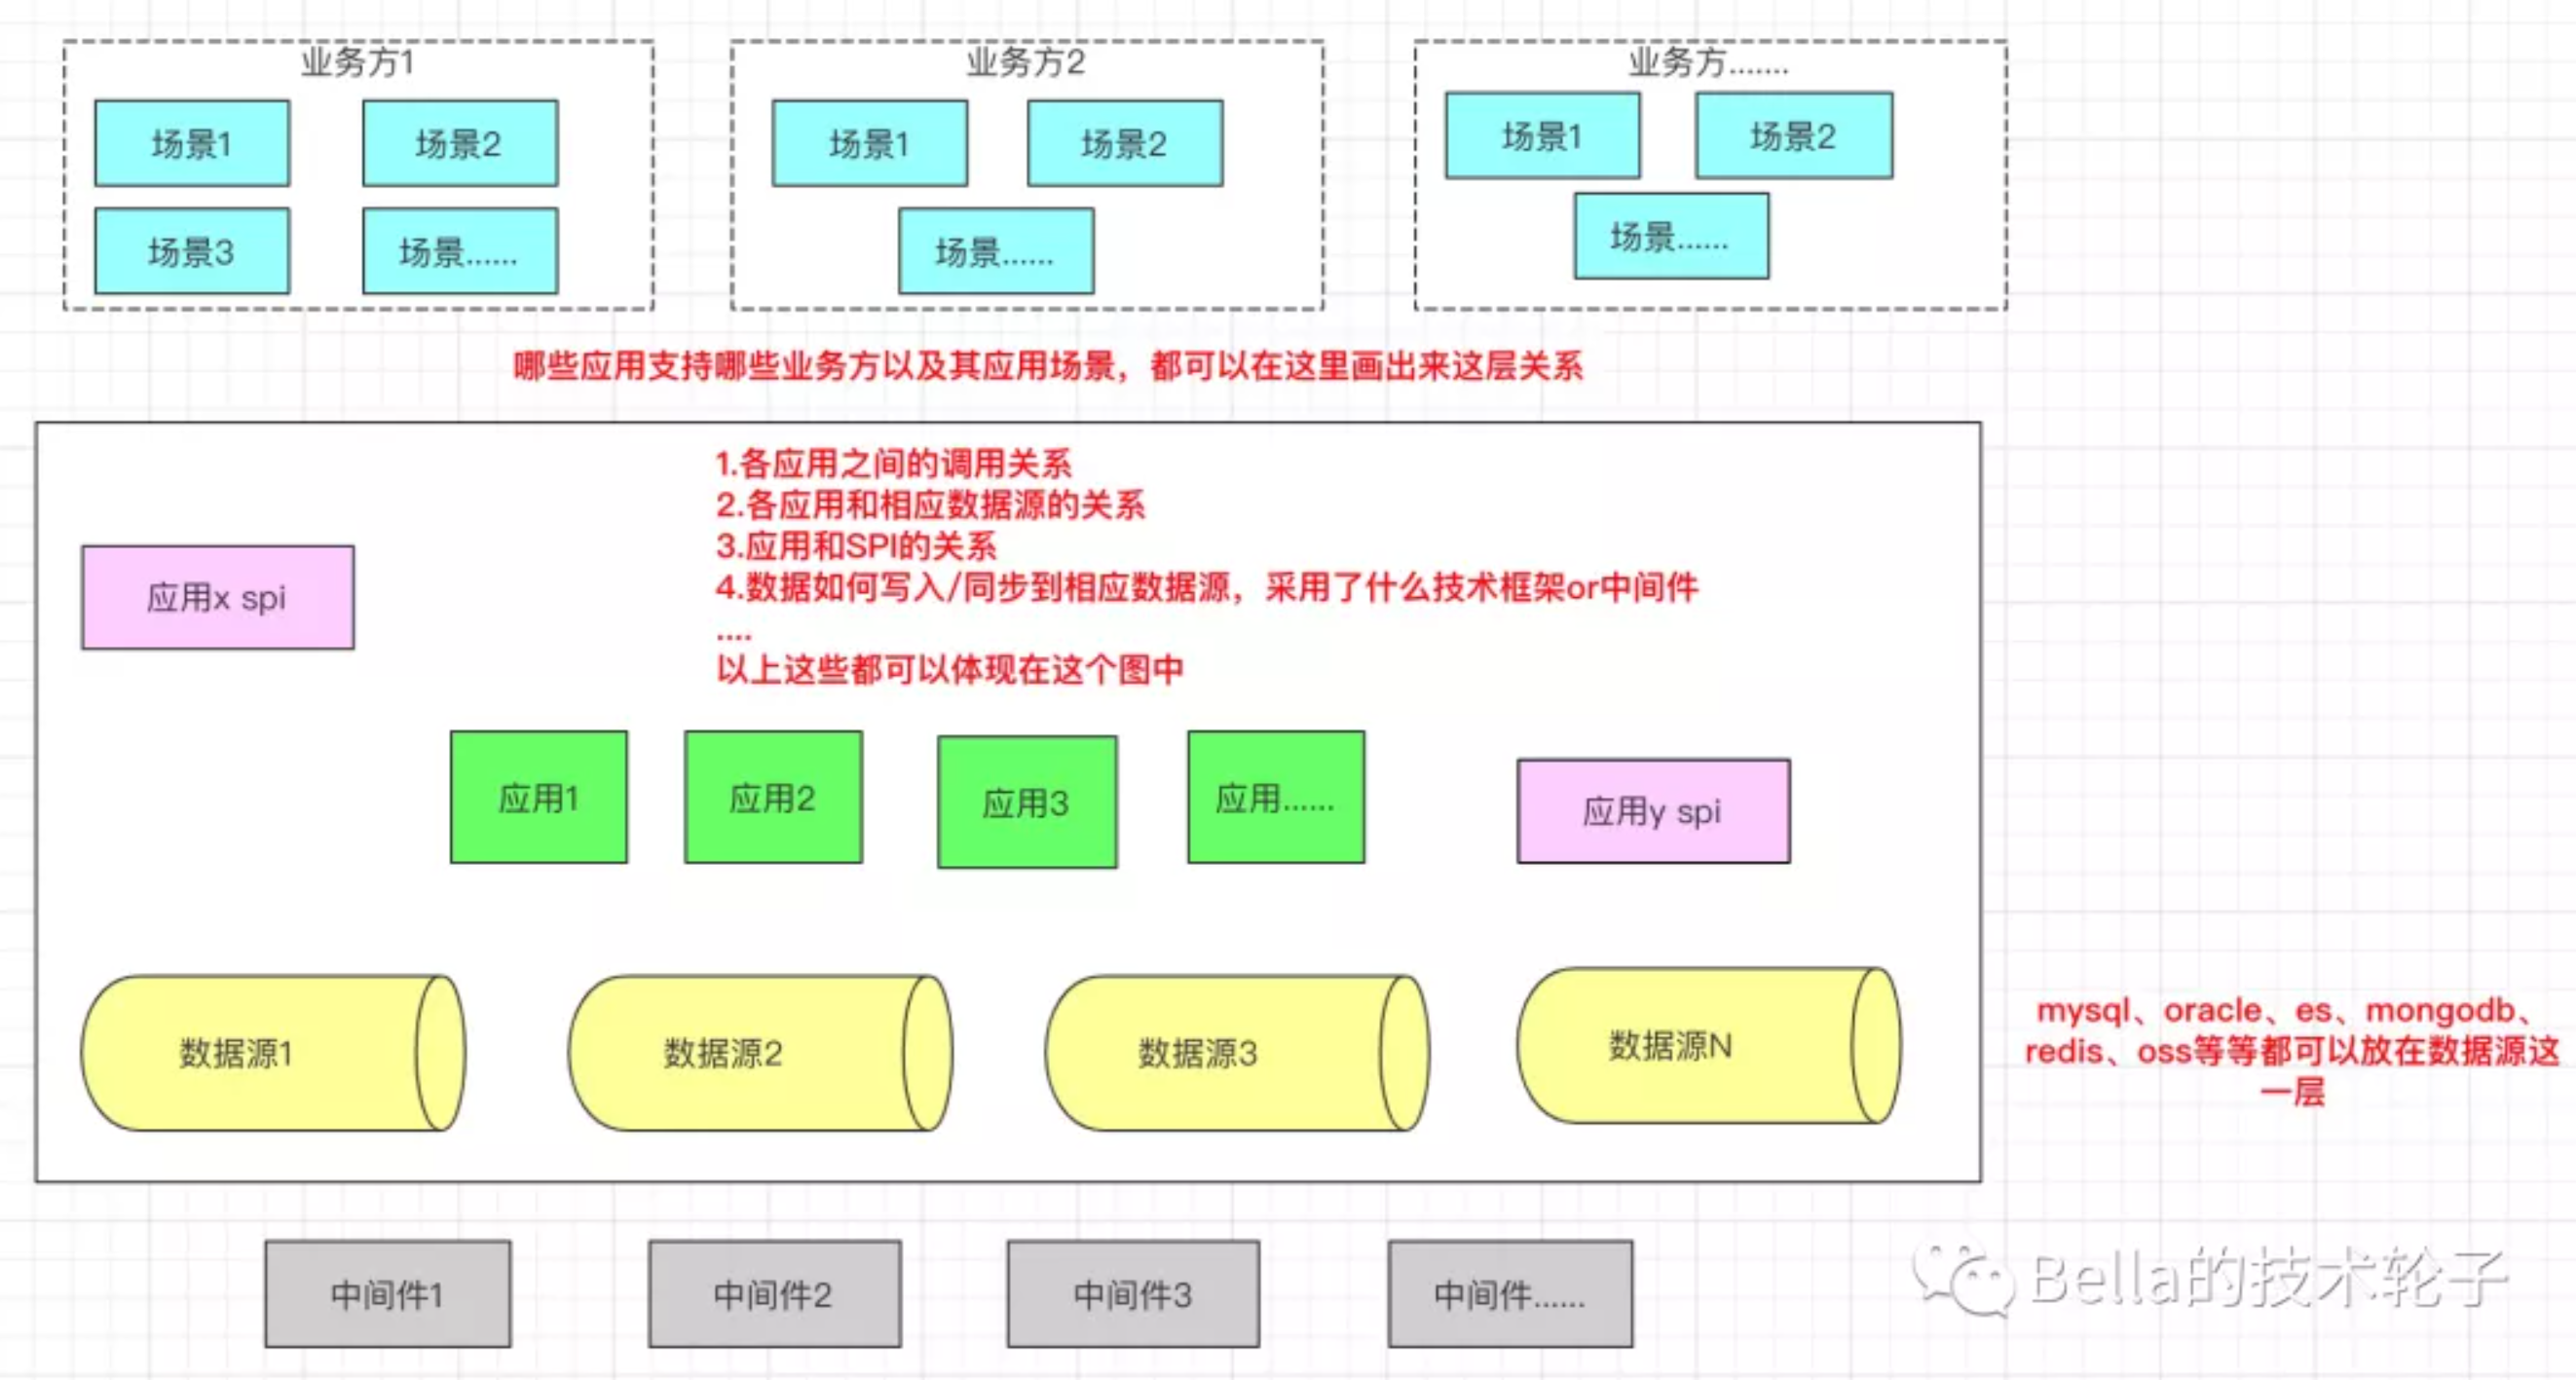 业务方1
场景1
场景2
场景3
场景......
业务方2
场景1
场景2
场景......
业务方.......
场景1
场景2
场景......
哪些应用支持哪些业务方以及其应用场景，都可以在这里画出来这层关系
1.各应用之间的调用关系
2.各应用和相应数据源的关系
3.应用和SPI的关系
4.数据如何写入/同步到相应数据源，采用了什么技术框架or中间件
....
以上这些都可以体现在这个图中
应用x spi
应用1
应用2
应用3
应用......
应用y spi
数据源1
数据源2
数据源3
数据源N
mysql、oracle、es、mongodb、
redis、oss等等都可以放在数据源这
一层
中间件1
中间件2
中间件3
中间件......
Bella的技术轮子